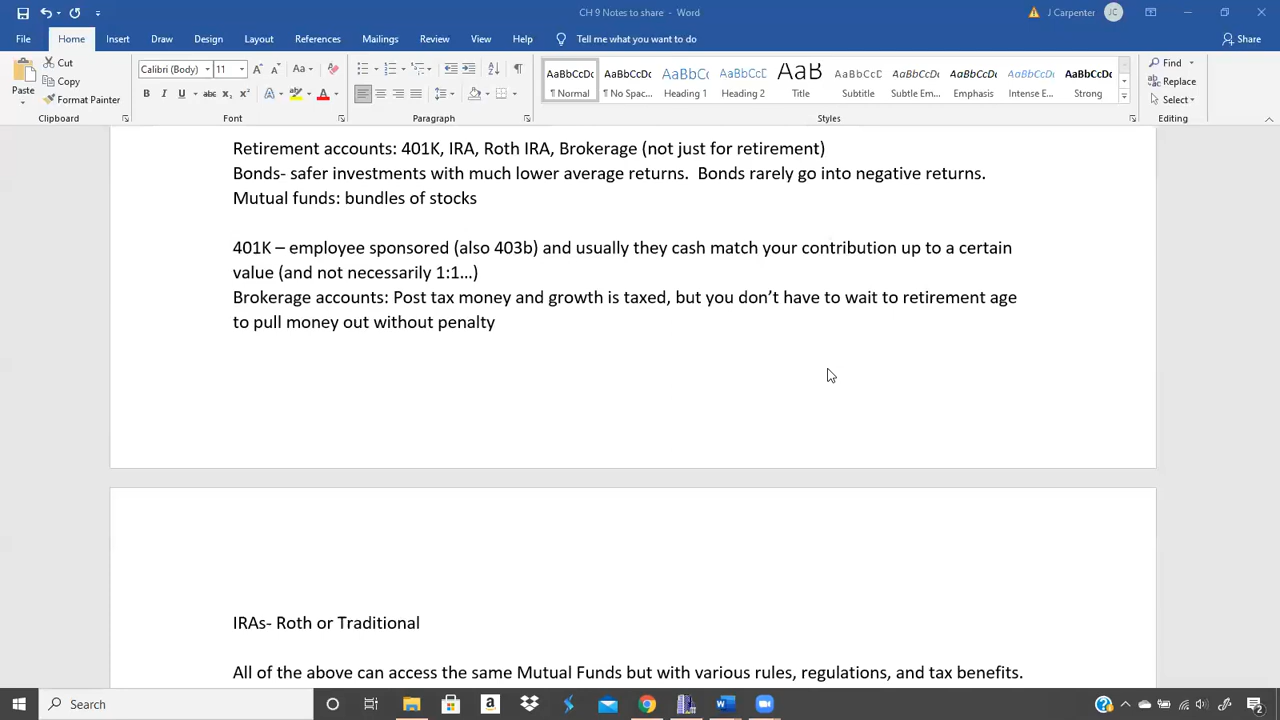 CH 9 Notes to share - Word
J Carpenter JC
File Home Insert Draw Design Layout References Mailings Review View Help Tell me what you want to do Share
Paste Cut Calibri (Body) 11 AaBbCcDc AaBbCcDc AaBbCc AaBbCcC AaB AaBbCcD AaBbCcDc AaBbCcDc AaBbCcDc AaBbCcDc Find
Copy ¶ Normal ¶ No Spac... Heading 1 Heading 2 Title Subtitle Subtle Em... Emphasis Intense E... Strong Replace
Format Painter Select
Clipboard Font Paragraph Styles Editing
Retirement accounts: 401K, IRA, Roth IRA, Brokerage (not just for retirement)
Bonds- safer investments with much lower average returns.  Bonds rarely go into negative returns.
Mutual funds: bundles of stocks
401K – employee sponsored (also 403b) and usually they cash match your contribution up to a certain
value (and not necessarily 1:1…)
Brokerage accounts: Post tax money and growth is taxed, but you don’t have to wait to retirement age
to pull money out without penalty
IRAs- Roth or Traditional
All of the above can access the same Mutual Funds but with various rules, regulations, and tax benefits.
Search